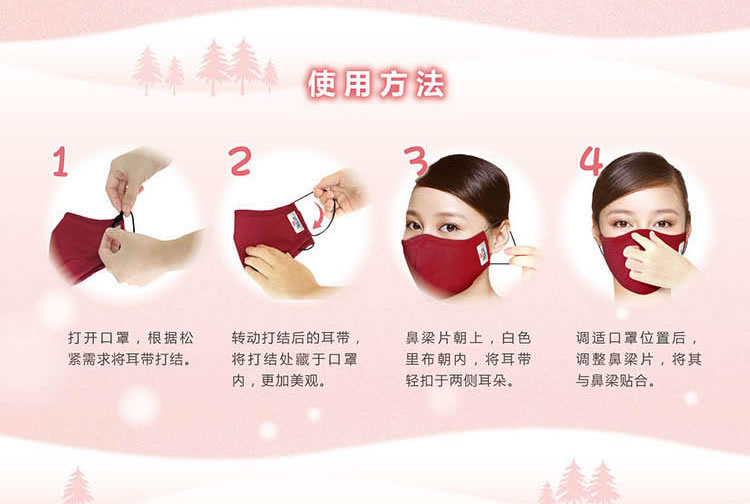 使用方法
1
2
3
4
打开口罩，根据松
紧需求将耳带打结。
转动打结后的耳带，
将打结处藏于口罩
内，更加美观。
鼻梁片朝上，白色
里布朝内，将耳带
轻扣于两侧耳朵。
调适口罩位置后，
调整鼻梁片，将其
与鼻梁贴合。